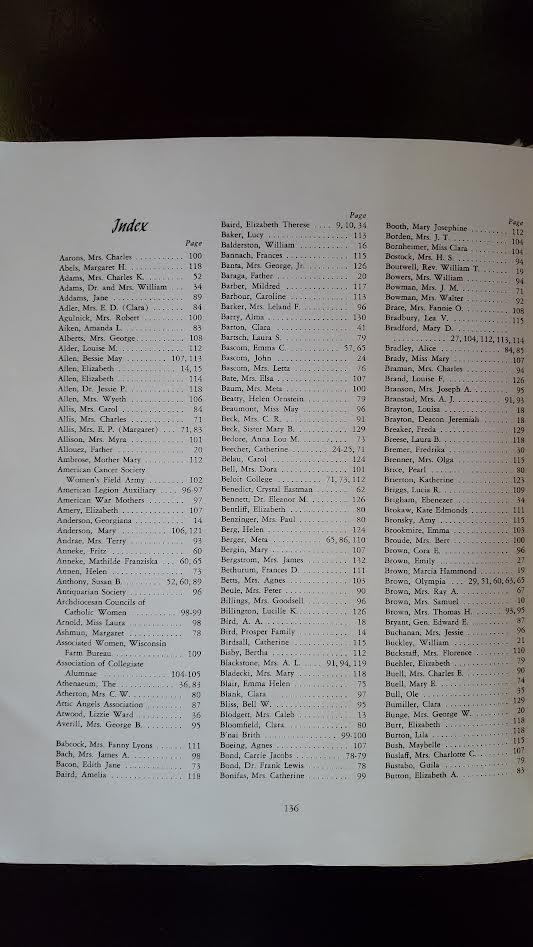 Index
Page
Aarons, Mrs. Charles . . . . . . . . . . 100
Abels, Margaret H. . . . . . . . . . . . 118
Adams, Mrs. Charles K. . . . . . . . . . 52
Adams, Dr. and Mrs. William . . . . 34
Addams, Jane . . . . . . . . . . . . . . 89
Adler, Mrs. E. D. (Clara) . . . . . . . 84
Agulnick, Mrs. Robert . . . . . . . . . 100
Aiken, Amanda L. . . . . . . . . . . . . 83
Alberts, Mrs. George . . . . . . . . . . 108
Alder, Louise M. . . . . . . . . . . . . 112
Allen, Bessie May . . . . . . . . . . 107, 113
Allen, Elizabeth . . . . . . . . . . . . 14, 15
Allen, Elizabeth . . . . . . . . . . . . 114
Allen, Dr. Jessie P. . . . . . . . . . . 118
Allen, Mrs. Wyeth . . . . . . . . . . . 106
Allis, Mrs. Carol . . . . . . . . . . . . 84
Allis, Mrs. Charles . . . . . . . . . . . 71
Allis, Mrs. E. P. (Margaret) . . . . . 71, 83
Allison, Mrs. Myra . . . . . . . . . . . 101
Allouez, Father . . . . . . . . . . . . . 20
Ambrose, Mother Mary . . . . . . . . . 112
American Cancer Society
Women's Field Army . . . . . . . . . 102
American Legion Auxiliary . . . . . 96-97
American War Mothers . . . . . . . . . 97
Amery, Elizabeth . . . . . . . . . . . . 107
Anderson, Georgiana . . . . . . . . . . 14
Anderson, Mary . . . . . . . . . . . 106, 121
Andrae, Mrs. Terry . . . . . . . . . . . 93
Anneke, Fritz . . . . . . . . . . . . . . 60
Anneke, Mathilde Franziska . . . . 60, 65
Annen, Helen . . . . . . . . . . . . . . 73
Anthony, Susan B. . . . . . . . . 52, 60, 89
Antiquarian Society . . . . . . . . . . . 96
Archdiocesan Councils of
Catholic Women . . . . . . . . . . 98-99
Arnold, Miss Laura . . . . . . . . . . . 98
Ashmun, Margaret . . . . . . . . . . . . 78
Associated Women, Wisconsin
Farm Bureau . . . . . . . . . . . . . 109
Association of Collegiate
Alumnae . . . . . . . . . . . . . 104-105
Athenaeum, The . . . . . . . . . . . 36, 83
Atherton, Mrs. C. W. . . . . . . . . . . 80
Attic Angels Association . . . . . . . . 87
Atwood, Lizzie Ward . . . . . . . . . . 36
Averill, Mrs. George B. . . . . . . . . . 95
Babcock, Mrs. Fanny Lyons . . . . . . 111
Bach, Mrs. James A. . . . . . . . . . . . 98
Bacon, Edith Jane . . . . . . . . . . . . 73
Baird, Amelia . . . . . . . . . . . . . . 118
Page
Baird, Elizabeth Therese . . . . 9, 10, 34
Baker, Lucy . . . . . . . . . . . . . . . 113
Balderston, William . . . . . . . . . . . 16
Bannach, Frances . . . . . . . . . . . . 115
Banta, Mrs. George, Jr. . . . . . . . . . 126
Baraga, Father . . . . . . . . . . . . . . 20
Barber, Mildred . . . . . . . . . . . . . 117
Barbour, Caroline . . . . . . . . . . . . 113
Barker, Mrs. Leland F. . . . . . . . . . . 96
Barry, Alma . . . . . . . . . . . . . . . 130
Barton, Clara . . . . . . . . . . . . . . 41
Bartsch, Laura S. . . . . . . . . . . . . 79
Bascom, Emma C. . . . . . . . . . . 57, 65
Bascom, John . . . . . . . . . . . . . . 24
Bascom, Mrs. Letta . . . . . . . . . . . 76
Bate, Mrs. Elsa . . . . . . . . . . . . . 107
Baum, Mrs. Meta . . . . . . . . . . . . 100
Beatty, Helen Ornstein . . . . . . . . . 79
Beaumont, Miss May . . . . . . . . . . 96
Beck, Mrs. C. R. . . . . . . . . . . . . 91
Beck, Sister Mary B. . . . . . . . . . . 129
Bedore, Anna Lou M. . . . . . . . . . . 73
Beecher, Catherine . . . . . . . . 24-25, 71
Belau, Carol . . . . . . . . . . . . . . . 124
Bell, Mrs. Dora . . . . . . . . . . . . . 101
Beloit College . . . . . . . . . 71, 73, 112
Benedict, Crystal Eastman . . . . . . . 62
Bennett, Dr. Eleanor M. . . . . . . . . 126
Bentliff, Elizabeth . . . . . . . . . . . 80
Benzinger, Mrs. Paul . . . . . . . . . . 80
Berg, Helen . . . . . . . . . . . . . . . 124
Berger, Meta . . . . . . . . . . 65, 86, 110
Bergin, Mary . . . . . . . . . . . . . . 107
Bergstrom, Mrs. James . . . . . . . . . 132
Betts, Mrs. Agnes . . . . . . . . . . . . 103
Beule, Mrs. Peter . . . . . . . . . . . . 90
Billings, Mrs. Goodsell . . . . . . . . . 96
Billington, Lucille K. . . . . . . . . . . 126
Bird, A. A. . . . . . . . . . . . . . . . 18
Bird, Prosper Family . . . . . . . . . . 14
Birdsall, Catherine . . . . . . . . . . . 115
Bisby, Bertha . . . . . . . . . . . . . . 112
Blackstone, Mrs. A. L. . . . . . 91, 94, 119
Bladecki, Mrs. Mary . . . . . . . . . . 118
Blair, Emma Helen . . . . . . . . . . . 75
Blank, Clara . . . . . . . . . . . . . . . 97
Bliss, Bell W. . . . . . . . . . . . . . . 95
Blodgett, Mrs. Caleb . . . . . . . . . . 13
Bloomfield, Clara . . . . . . . . . . . . 80
B'nai Brith . . . . . . . . . . . . . 99-100
Boeing, Agnes . . . . . . . . . . . . . 107
Bond, Carrie Jacobs . . . . . . . . . 78-79
Bond, Dr. Frank Lewis . . . . . . . . . 78
Bonifas, Mrs. Catherine . . . . . . . . 99
Page
Booth, Mary Josephine . . . . . . . . . 112
Borden, Mrs. J. T. . . . . . . . . . . . . 104
Bornheimer, Miss Clara . . . . . . . . . 104
Bostock, Mrs. H. S. . . . . . . . . . . . 94
Boutwell, Rev. William T. . . . . . . . 19
Bowers, Mrs. William . . . . . . . . . . 94
Bowman, Mrs. J. M. . . . . . . . . . . . 71
Bowman, Mrs. Walter . . . . . . . . . . 92
Brace, Mrs. Fannie O. . . . . . . . . . . 108
Bradbury, Lea V. . . . . . . . . . . . . 115
Bradford, Mary D. . . . . . . . . . . . .
. . . . . . . . . . . 27, 104, 112, 113, 114
Bradley, Alice . . . . . . . . . . . . 84, 85
Brady, Miss Mary . . . . . . . . . . . . 107
Braman, Mrs. Charles . . . . . . . . . . 94
Brand, Louise F. . . . . . . . . . . . . . 126
Branson, Mrs. Joseph A. . . . . . . . . 95
Branstad, Mrs. A. J. . . . . . . . . . 91, 93
Brayton, Louisa . . . . . . . . . . . . . 18
Brayton, Deacon Jeremiah . . . . . . . 18
Breaker, Freda . . . . . . . . . . . . . 129
Breese, Laura B. . . . . . . . . . . . . . 118
Bremer, Fredrika . . . . . . . . . . . . 30
Brenner, Mrs. Olga . . . . . . . . . . . 115
Brice, Pearl . . . . . . . . . . . . . . . 80
Brierton, Katherine . . . . . . . . . . . 123
Briggs, Lucia R. . . . . . . . . . . . . . 109
Brigham, Ebenezer . . . . . . . . . . . 34
Brokaw, Kate Edmonds . . . . . . . . . 111
Bronsky, Amy . . . . . . . . . . . . . . 115
Brookmire, Emma . . . . . . . . . . . . 103
Broude, Mrs. Bert . . . . . . . . . . . . 100
Brown, Cora E. . . . . . . . . . . . . . 96
Brown, Emily . . . . . . . . . . . . . . 27
Brown, Marcia Hammond . . . . . . . 19
Brown, Olympia . . . 29, 51, 60, 63, 65
Brown, Mrs. Ray A. . . . . . . . . . . . 67
Brown, Mrs. Samuel . . . . . . . . . . . 10
Brown, Mrs. Thomas H. . . . . . . . 93, 95
Bryant, Gen. Edward E. . . . . . . . . . 87
Buchanan, Mrs. Jessie . . . . . . . . . . 96
Buckley, William . . . . . . . . . . . . 21
Buckstaff, Mrs. Florence . . . . . . . . 110
Buehler, Elizabeth . . . . . . . . . . . . 79
Buell, Mrs. Charles E. . . . . . . . . . . 90
Buell, Mary E. . . . . . . . . . . . . . . 74
Bull, Ole . . . . . . . . . . . . . . . . . 35
Bumiller, Clara . . . . . . . . . . . . . 129
Bunge, Mrs. George W. . . . . . . . . . 20
Burr, Elizabeth . . . . . . . . . . . . . 118
Burton, Lila . . . . . . . . . . . . . . . 118
Bush, Maybelle . . . . . . . . . . . . . 115
Buslaff, Mrs. Charlotte C. . . . . . . . . 107
Bustabo, Guila . . . . . . . . . . . . . . 79
Button, Elizabeth A. . . . . . . . . . . . 83
136